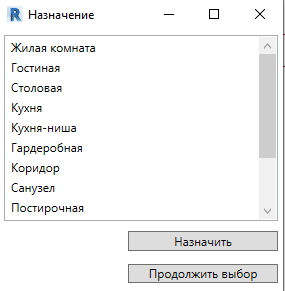 Назначение
Жилая комната
Гостиная
Столовая
Кухня
Кухня-ниша
Гардеробная
Коридор
Санузел
Постирочная
Назначить
Продолжить выбор